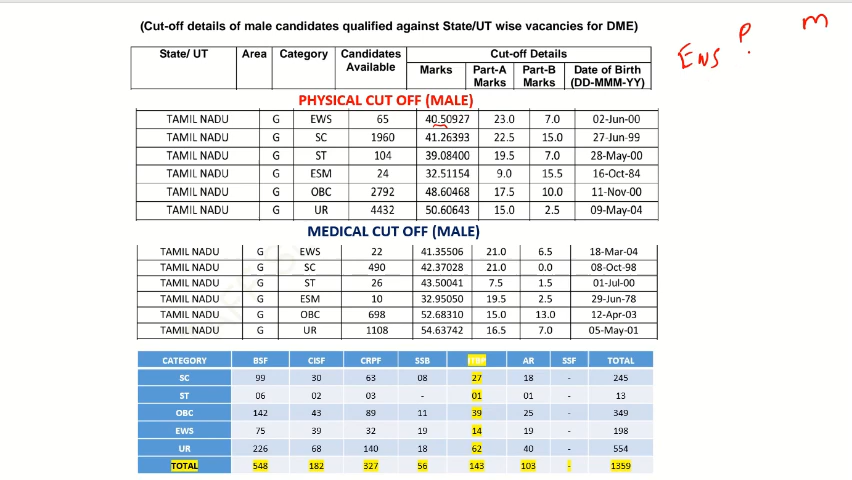 (Cut-off details of male candidates qualified against State/UT wise vacancies for DME)
EWS P ? m
State/ UT Area Category Candidates Available Cut-off Details
Marks Part-A Marks Part-B Marks Date of Birth (DD-MMM-YY)
PHYSICAL CUT OFF (MALE)
TAMIL NADU G EWS 65 40.50927 23.0 7.0 02-Jun-00
TAMIL NADU G SC 1960 41.26393 22.5 15.0 27-Jun-99
TAMIL NADU G ST 104 39.08400 19.5 7.0 28-May-00
TAMIL NADU G ESM 24 32.51154 9.0 15.5 16-Oct-84
TAMIL NADU G OBC 2792 48.60468 17.5 10.0 11-Nov-00
TAMIL NADU G UR 4432 50.60643 15.0 2.5 09-May-04
MEDICAL CUT OFF (MALE)
TAMIL NADU G EWS 22 41.35506 21.0 6.5 18-Mar-04
TAMIL NADU G SC 490 42.37028 21.0 0.0 08-Oct-98
TAMIL NADU G ST 26 43.50041 7.5 1.5 01-Jul-00
TAMIL NADU G ESM 10 32.95050 19.5 2.5 29-Jun-78
TAMIL NADU G OBC 698 52.68310 15.0 13.0 12-Apr-03
TAMIL NADU G UR 1108 54.63742 16.5 7.0 05-May-01
CATEGORY BSF CISF CRPF SSB ITBP AR SSF TOTAL
SC 99 30 63 08 27 18 - 245
ST 06 02 03 - 01 01 - 13
OBC 142 43 89 11 39 25 - 349
EWS 75 39 32 19 14 19 - 198
UR 226 68 140 18 62 40 - 554
TOTAL 548 182 327 56 143 103 - 1359